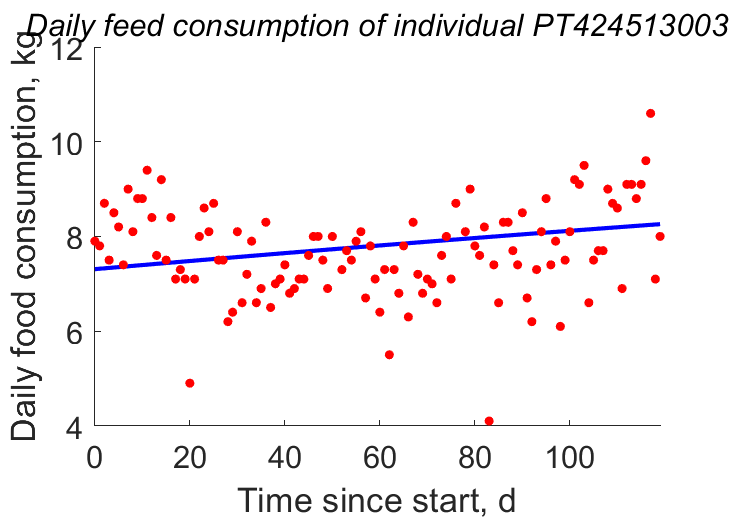 Daily feed consumption of individual PT424513003
Daily food consumption, kg
12
10
8
6
4
0 20 40 60 80 100
Time since start, d